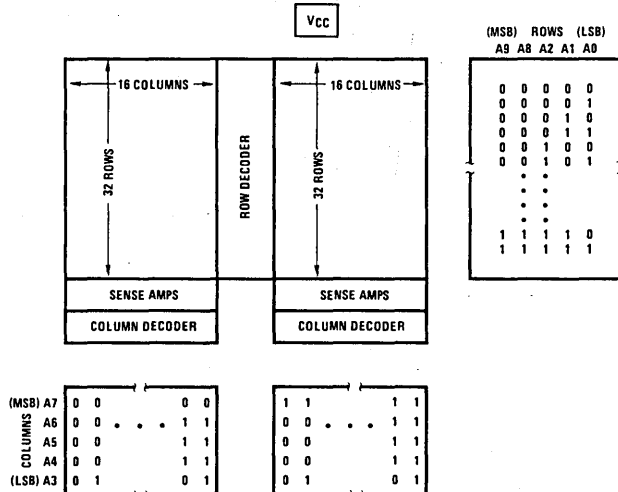 VCC
(MSB) ROWS (LSB)
A9 A8 A2 A1 A0
16 COLUMNS
32 ROWS
ROW DECODER
16 COLUMNS
32 ROWS
0 0 0 0 0
0 0 0 0 1
0 0 0 1 0
0 0 0 1 1
0 0 1 0 0
0 0 1 0 1
1 1 1 1 0
1 1 1 1 1
SENSE AMPS
SENSE AMPS
COLUMN DECODER
COLUMN DECODER
COLUMNS
(MSB) A7 0 0 0 0 1 1 1 1
A6 0 0 . . . 1 1 0 0 . . . 1 1
A5 0 0 1 1 0 0 1 1
A4 0 0 1 1 0 0 1 1
(LSB) A3 0 1 0 1 0 1 0 1